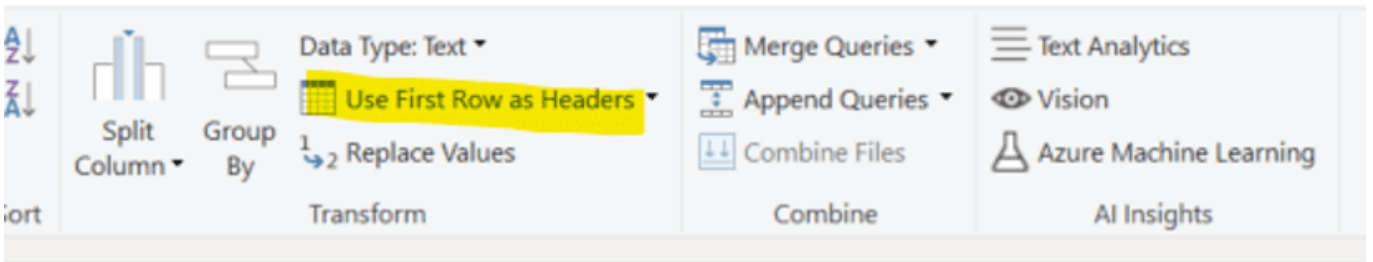 Split
Column
Group
By
Data Type: Text
Use First Row as Headers
Replace Values
Transform
Merge Queries
Append Queries
Combine Files
Combine
Text Analytics
Vision
Azure Machine Learning
AI Insights